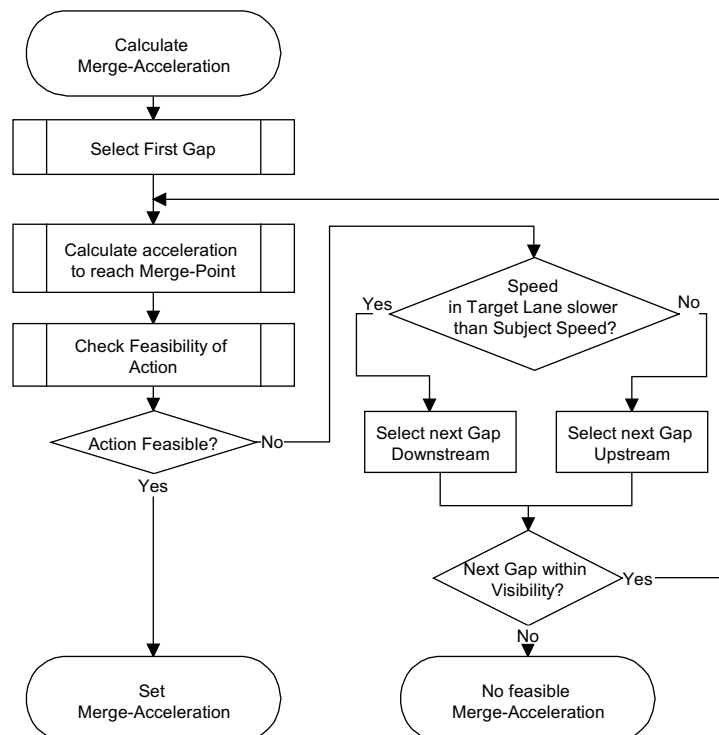 Calculate
Merge-Acceleration
Select First Gap
Calculate acceleration
to reach Merge-Point
Check Feasibility of
Action
Action Feasible?
No
Yes
Set
Merge-Acceleration
Speed
in Target Lane slower
than Subject Speed?
Yes
No
Select next Gap
Downstream
Select next Gap
Upstream
Next Gap within
Visibility?
Yes
No
No feasible
Merge-Acceleration